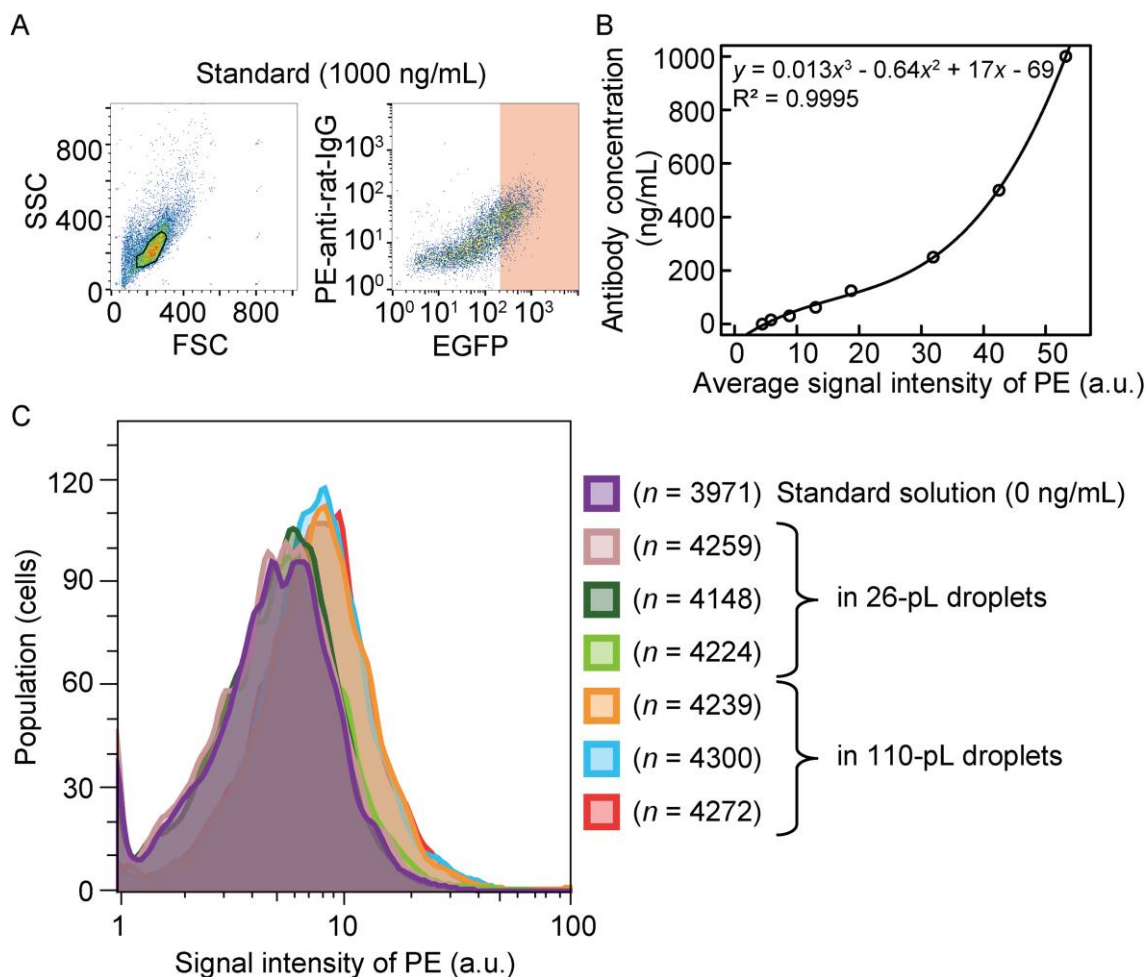 A
Standard (1000 ng/mL)
SSC
800
400
200
0
0 200 400 800
FSC
PE-anti-rat-IgG
10³
10²
10¹
10⁰
10⁰ 10¹ 10² 10³
EGFP
B
Antibody concentration
(ng/mL)
1000
800
600
400
200
0
y = 0.013x³ - 0.64x² + 17x - 69
R² = 0.9995
0 10 20 30 40 50
Average signal intensity of PE (a.u.)
C
Population (cells)
120
90
60
30
0
1 10 100
Signal intensity of PE (a.u.)
(n = 3971) Standard solution (0 ng/mL)
(n = 4259)
(n = 4148) in 26-pL droplets
(n = 4224)
(n = 4239)
(n = 4300) in 110-pL droplets
(n = 4272)